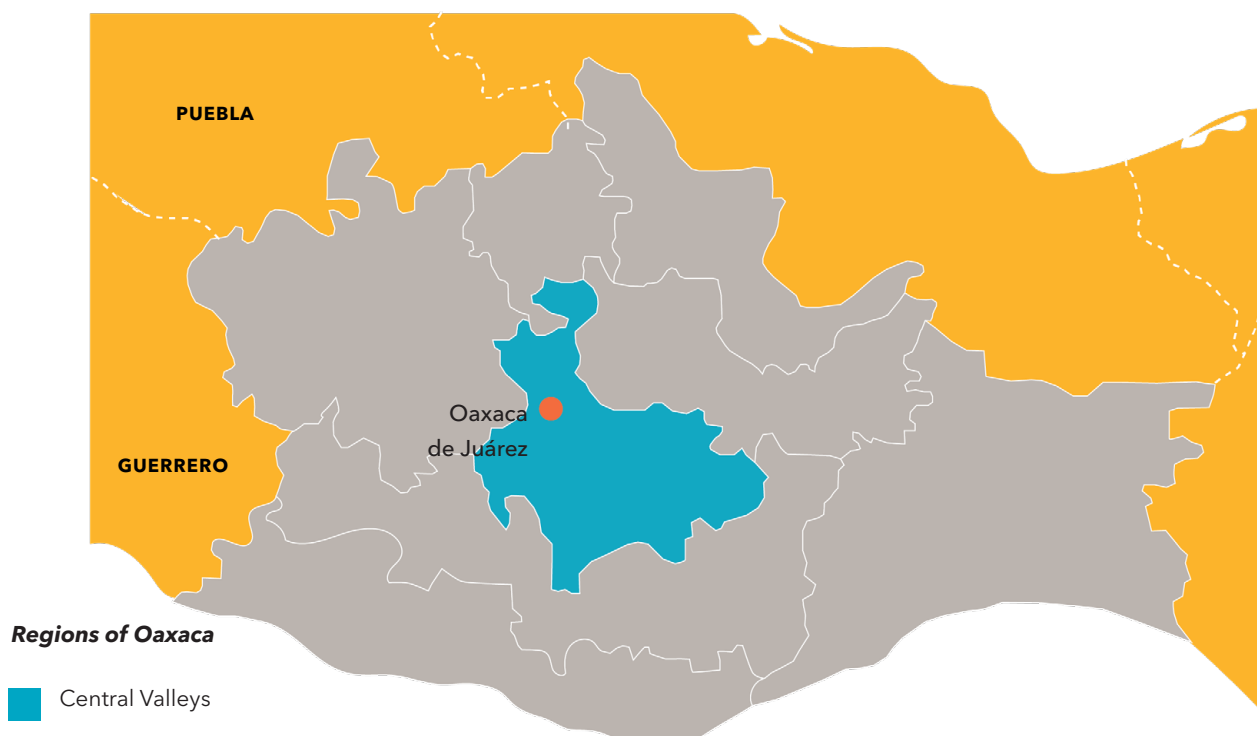 PUEBLA
Oaxaca
de Juárez
GUERRERO
Regions of Oaxaca
Central Valleys